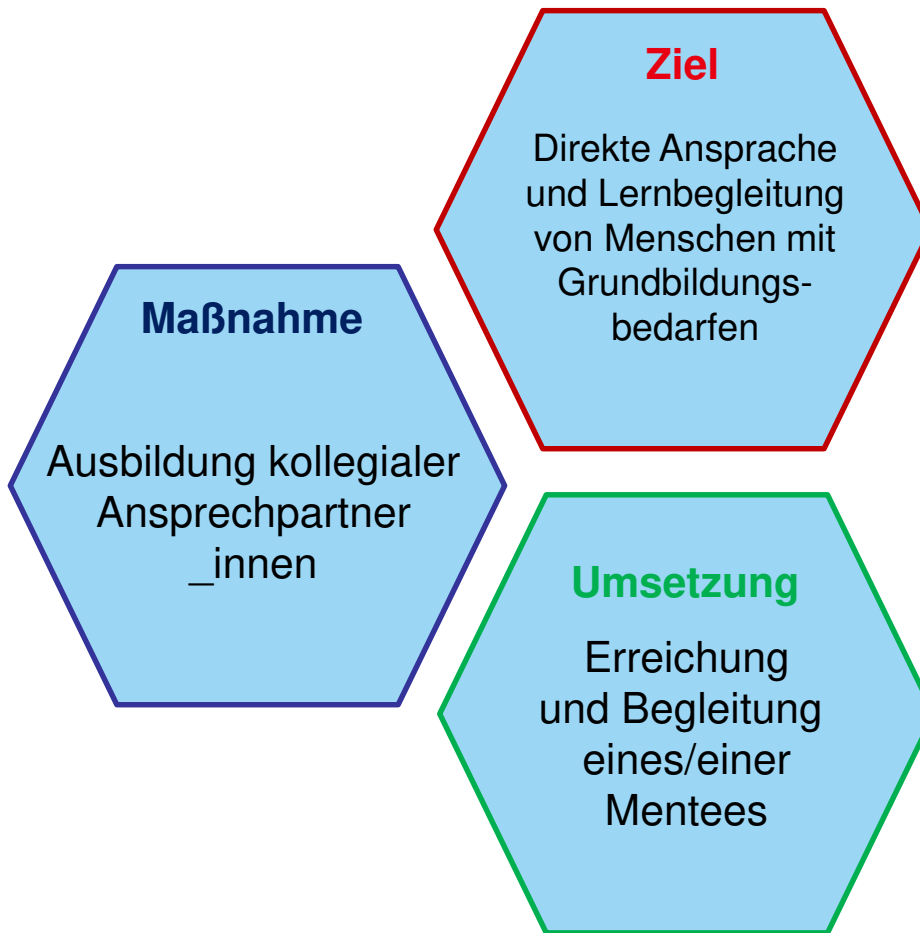 Ziel
Direkte Ansprache
und Lernbegleitung
von Menschen mit
Grundbildungs-
bedarfen
Maßnahme
Ausbildung kollegialer
Ansprechpartner
_innen
Umsetzung
Erreichung
und Begleitung
eines/einer
Mentees